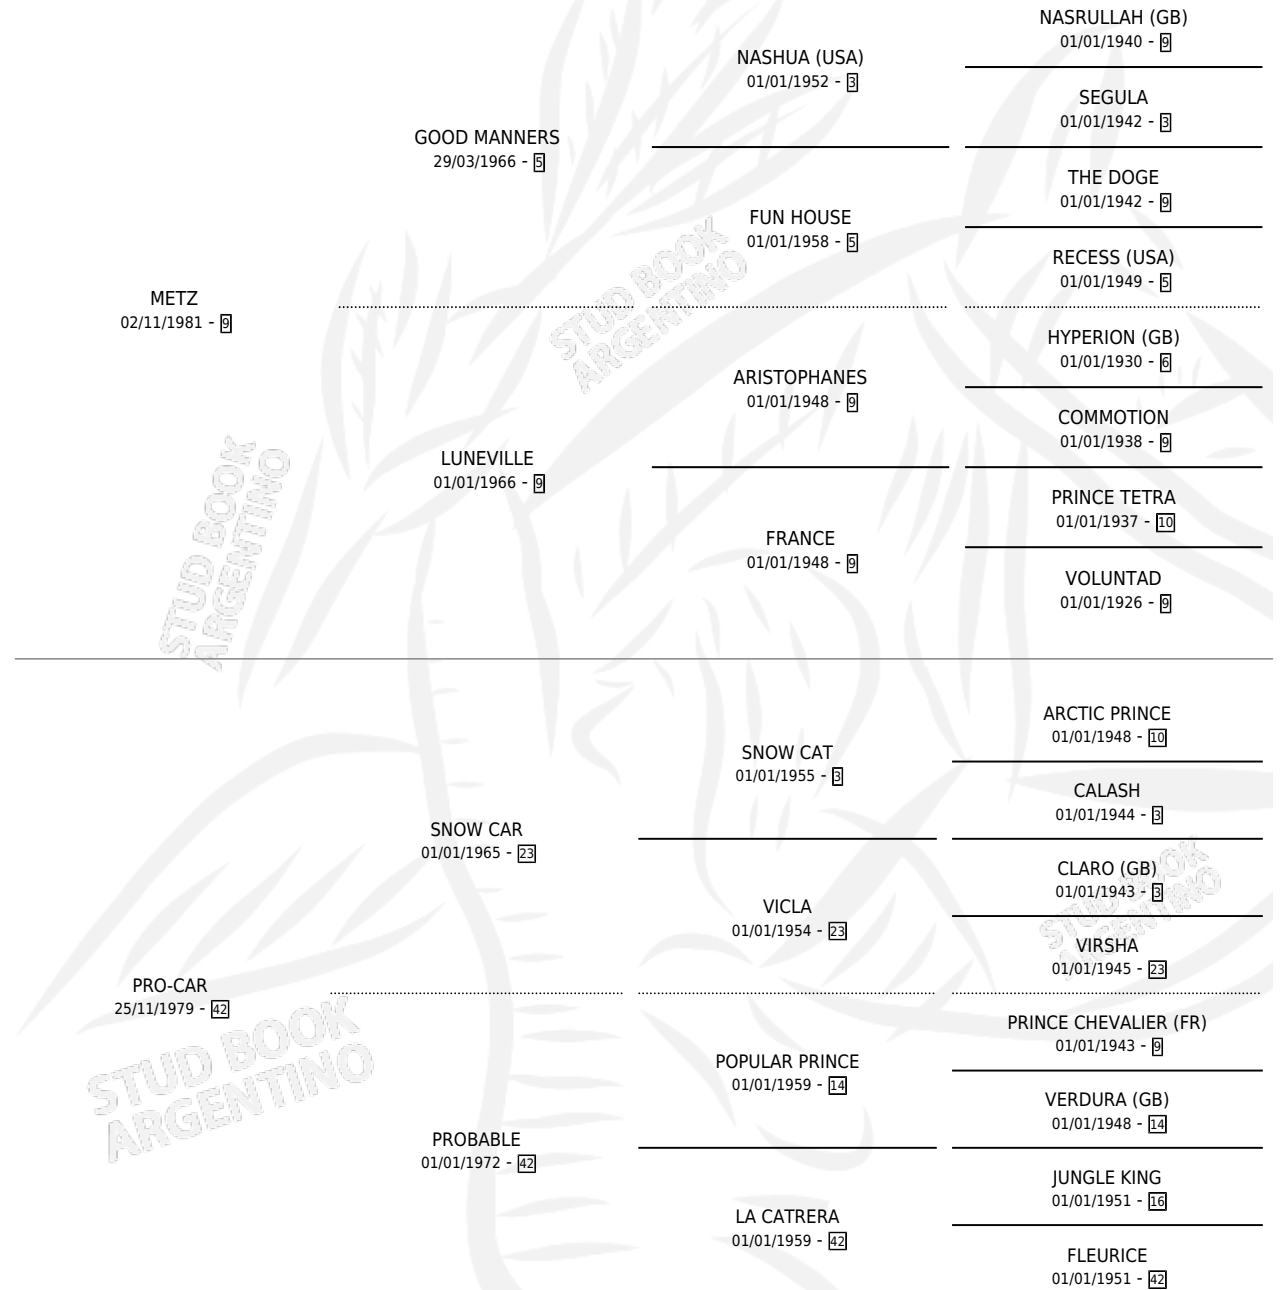 NASRULLAH (GB)
01/01/1940 - 9
NASHUA (USA)
01/01/1952 - 3
SEGULA
01/01/1942 - 3
GOOD MANNERS
29/03/1966 - 5
THE DOGE
01/01/1942 - 9
FUN HOUSE
01/01/1958 - 5
RECESS (USA)
01/01/1949 - 5
METZ
02/11/1981 - 9
HYPERION (GB)
01/01/1930 - 6
ARISTOPHANES
01/01/1948 - 9
COMMOTION
01/01/1938 - 9
LUNEVILLE
01/01/1966 - 9
PRINCE TETRA
01/01/1937 - 10
FRANCE
01/01/1948 - 9
VOLUNTAD
01/01/1926 - 9
ARCTIC PRINCE
01/01/1948 - 10
SNOW CAT
01/01/1955 - 3
CALASH
01/01/1944 - 3
SNOW CAR
01/01/1965 - 23
CLARO (GB)
01/01/1943 - 3
VICLA
01/01/1954 - 23
VIRSHA
01/01/1945 - 23
PRO-CAR
25/11/1979 - 42
PRINCE CHEVALIER (FR)
01/01/1943 - 9
POPULAR PRINCE
01/01/1959 - 14
VERDURA (GB)
01/01/1948 - 14
PROBABLE
01/01/1972 - 42
JUNGLE KING
01/01/1951 - 16
LA CATRERA
01/01/1959 - 42
FLEURICE
01/01/1951 - 42
STUD BOOK
ARGENTINO
STUD BOOK
ARGENTINO
STUD BOOK
ARGENTINO
STUD BOOK
ARGENTINO